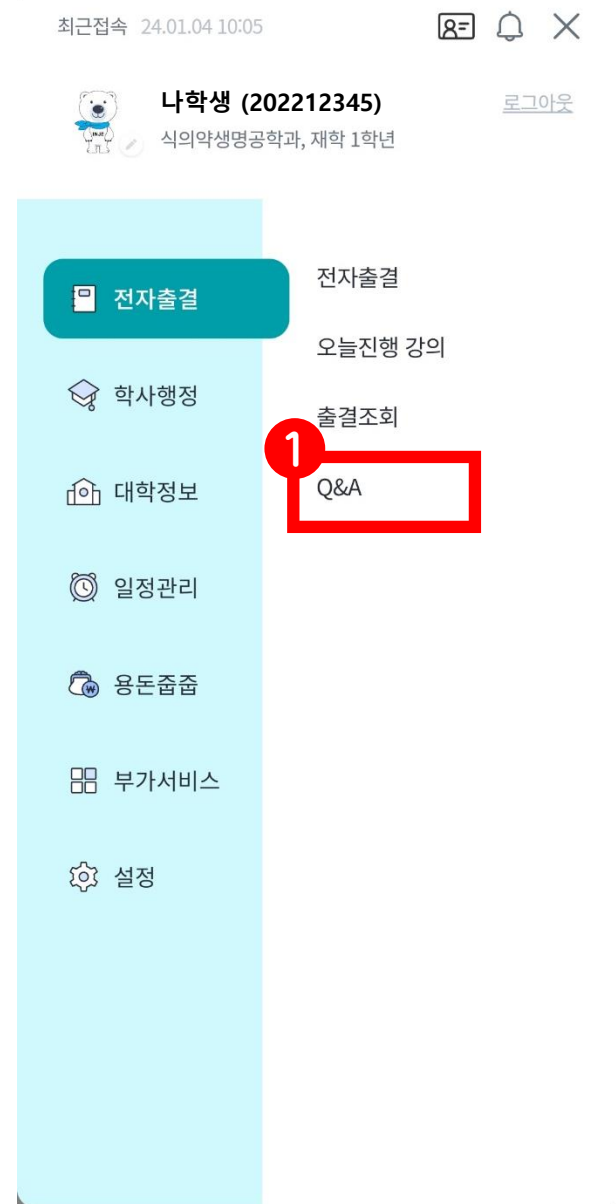 최근접속 24.01.04 10:05
나학생 (202212345)
로그아웃
식의약생명공학과, 재학 1학년
전자출결
학사행정
대학정보
일정관리
용돈줍줍
부가서비스
설정
전자출결
오늘진행 강의
출결조회
1
Q&A